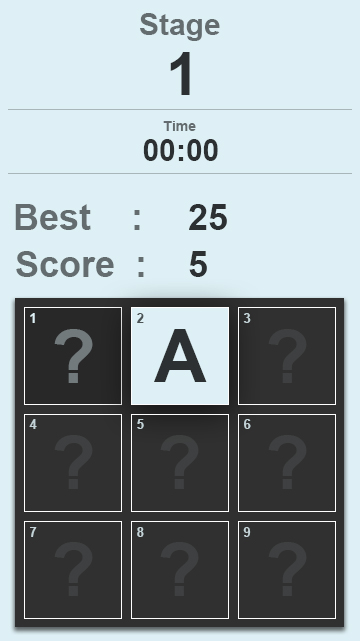 Stage
1
Time
00:00
Best : 25
Score : 5
1 2 3
? A ?
4 5 6
? ? ?
7 8 9
? ? ?